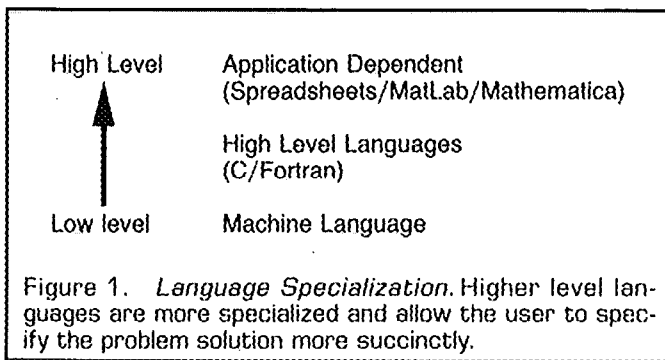 High Level Application Dependent
(Spreadsheets/MatLab/Mathematica)
High Level Languages
(C/Fortran)
Low level Machine Language
Figure 1. Language Specialization. Higher level lan-
guages are more specialized and allow the user to spec-
ify the problem solution more succinctly.